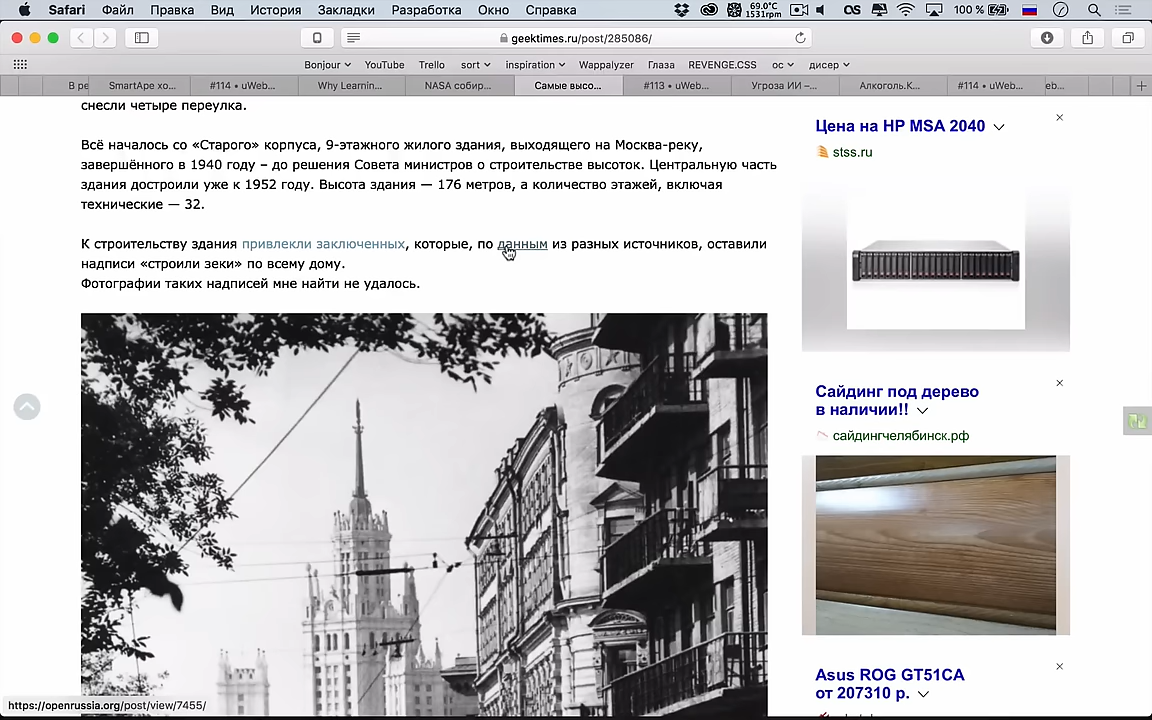 Safari Файл Правка Вид История Закладки Разработка Окно Справка 69.0°C 1531rpm 100 %
geektimes.ru/post/285086/
Bonjour YouTube Trello sort inspiration Wappalyzer Глаза REVENGE.CSS ос дисер
В ре SmartApe хо... #114 • uWeb... Why Learnin... NASA собир... Самые высо... #113 • uWeb... Угроза ИИ –... Алкоголь.К... #114 • uWeb... eb...
снесли четыре переулка.
Всё началось со «Старого» корпуса, 9-этажного жилого здания, выходящего на Москва-реку,
завершённого в 1940 году – до решения Совета министров о строительстве высоток. Центральную часть
здания достроили уже к 1952 году. Высота здания — 176 метров, а количество этажей, включая
технические — 32.
К строительству здания привлекли заключенных, которые, по данным из разных источников, оставили
надписи «строили зеки» по всему дому.
Фотографии таких надписей мне найти не удалось.
Цена на HP MSA 2040
stss.ru
Сайдинг под дерево
в наличии!!
сайдингчелябинск.рф
Asus ROG GT51CA
от 207310 р.
https://openrussia.org/post/view/7455/